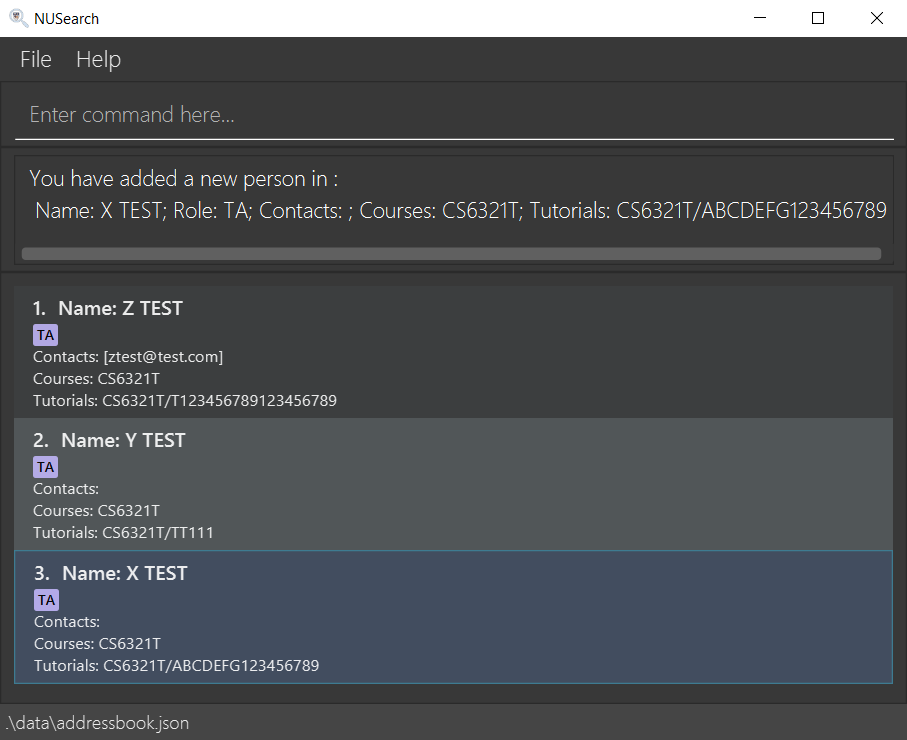 NUSearch
File Help
Enter command here...
You have added a new person in :
Name: X TEST; Role: TA; Contacts: ; Courses: CS6321T; Tutorials: CS6321T/ABCDEFG123456789
1. Name: Z TEST
TA
Contacts: [ztest@test.com]
Courses: CS6321T
Tutorials: CS6321T/T123456789123456789
2. Name: Y TEST
TA
Contacts:
Courses: CS6321T
Tutorials: CS6321T/TT111
3. Name: X TEST
TA
Contacts:
Courses: CS6321T
Tutorials: CS6321T/ABCDEFG123456789
.\data\addressbook.json